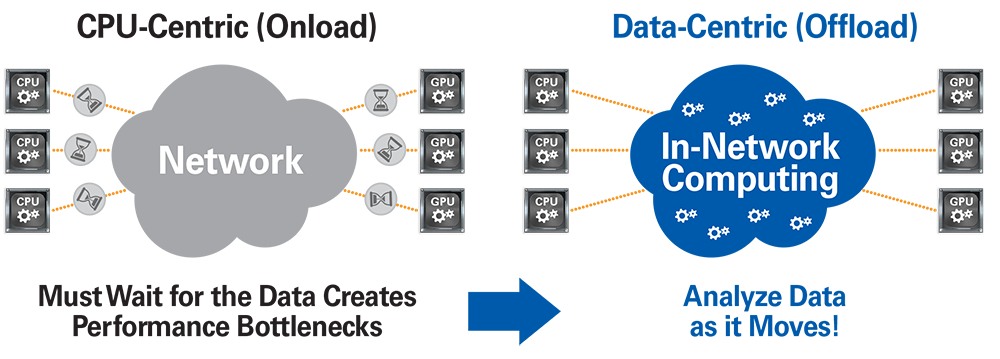 CPU-Centric (Onload)
CPU
CPU
CPU
Network
GPU
GPU
GPU
Must Wait for the Data Creates
Performance Bottlenecks
Data-Centric (Offload)
CPU
CPU
CPU
In-Network
Computing
GPU
GPU
GPU
Analyze Data
as it Moves!